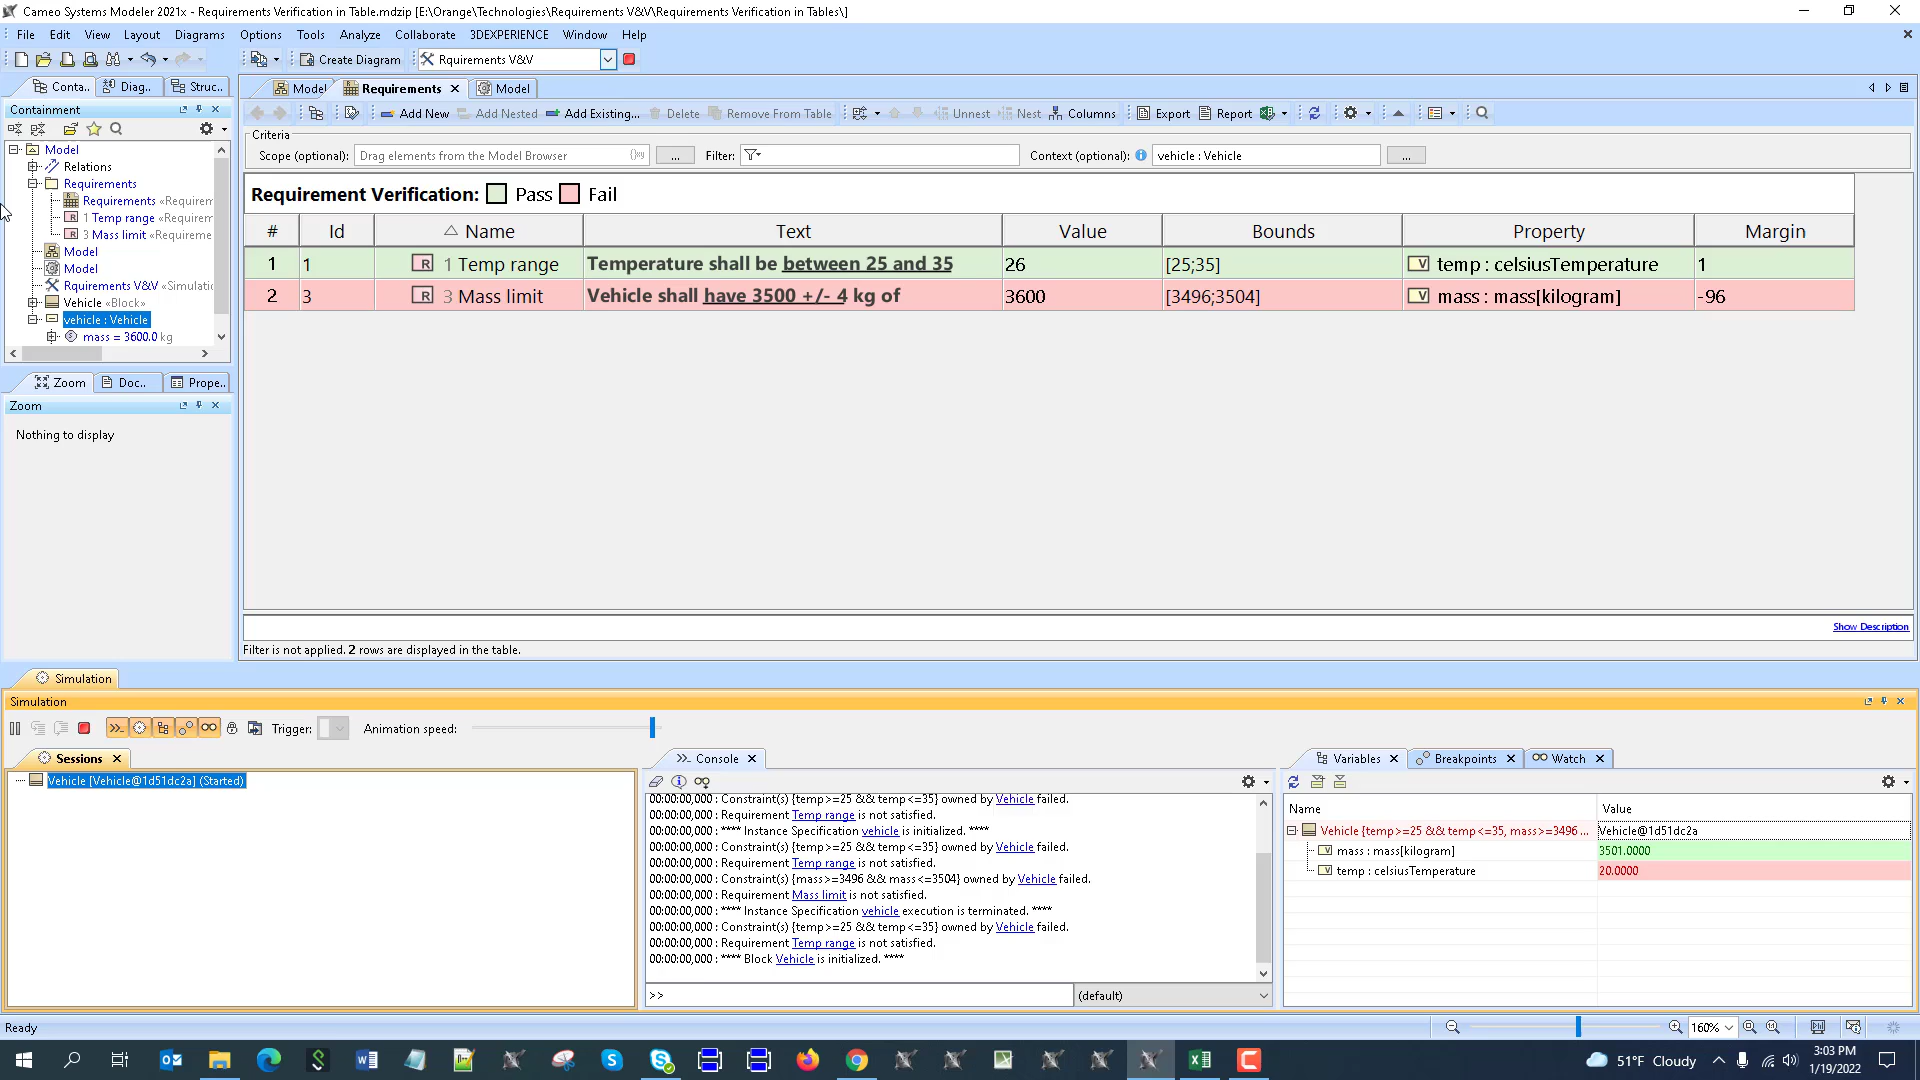 Cameo Systems Modeler 2021x - Requirements Verification in Table.mdzip [E:\Orange\Technologies\Requirements V&V\Requirements Verification in Tables\]
File Edit View Layout Diagrams Options Tools Analyze Collaborate 3DEXPERIENCE Window Help
Create Diagram Rquirements V&V
Conta.. Diag.. Struc..
Model Requirements Model
Containment
Add New Add Nested Add Existing... Delete Remove From Table Unnest Nest Columns Export Report
Criteria
Scope (optional): Drag elements from the Model Browser ... Filter: Context (optional): vehicle : Vehicle ...
Model
Relations
Requirements
Requirements «Requirem
1 Temp range «Requirem
3 Mass limit «Requireme
Model
Model
Rquirements V&V «Simulatio
Vehicle «Block»
vehicle : Vehicle
mass = 3600.0 kg
Requirement Verification: Pass Fail
# Id Name Text Value Bounds Property Margin
1 1 R 1 Temp range Temperature shall be between 25 and 35 26 [25;35] V temp : celsiusTemperature 1
2 3 R 3 Mass limit Vehicle shall have 3500 +/- 4 kg of 3600 [3496;3504] V mass : mass[kilogram] -96
Zoom Doc.. Prope..
Zoom
Nothing to display
Show Description
Filter is not applied. 2 rows are displayed in the table.
Simulation
Simulation
Trigger: Animation speed:
Sessions
Vehicle [Vehicle@1d51dc2a] (Started)
Console
00:00:00,000 : Constraint(s) {temp>=25 && temp<=35} owned by Vehicle failed.
00:00:00,000 : Requirement Temp range is not satisfied.
00:00:00,000 : **** Instance Specification vehicle is initialized. ****
00:00:00,000 : Constraint(s) {temp>=25 && temp<=35} owned by Vehicle failed.
00:00:00,000 : Requirement Temp range is not satisfied.
00:00:00,000 : Constraint(s) {mass>=3496 && mass<=3504} owned by Vehicle failed.
00:00:00,000 : Requirement Mass limit is not satisfied.
00:00:00,000 : **** Instance Specification vehicle execution is terminated. ****
00:00:00,000 : Constraint(s) {temp>=25 && temp<=35} owned by Vehicle failed.
00:00:00,000 : Requirement Temp range is not satisfied.
00:00:00,000 : **** Block Vehicle is initialized. ****
>> (default)
Variables Breakpoints Watch
Name Value
Vehicle {temp>=25 && temp<=35, mass>=3496 ... Vehicle@1d51dc2a
mass : mass[kilogram] 3501.0000
temp : celsiusTemperature 20.0000
Ready
160%
51°F Cloudy
3:03 PM
1/19/2022